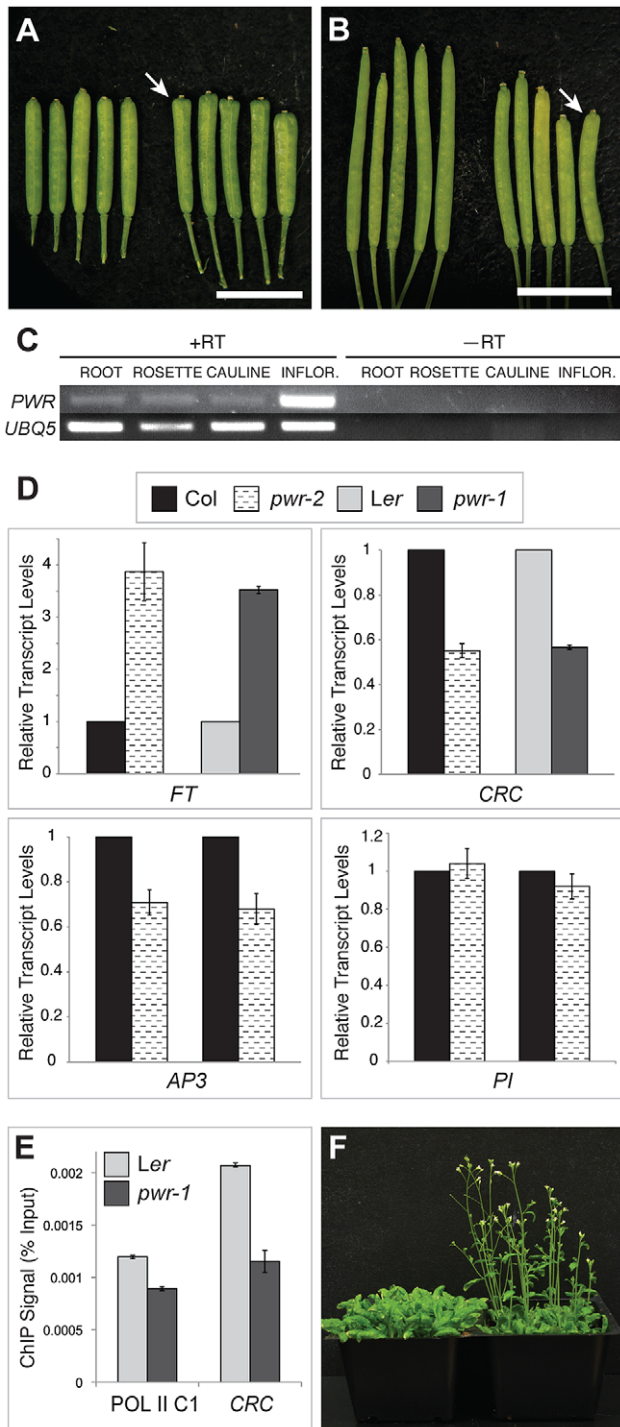 A
B
C
+RT
—RT
ROOT ROSETTE CAULINE INFLOR. ROOT ROSETTE CAULINE INFLOR.
PWR
UBQ5
D
Col pwr-2 Ler pwr-1
Relative Transcript Levels
4
3
2
1
0
FT
Relative Transcript Levels
1
0.8
0.6
0.4
0.2
0
CRC
Relative Transcript Levels
1
0.8
0.6
0.4
0.2
0
AP3
Relative Transcript Levels
1.2
1
0.8
0.6
0.4
0.2
0
PI
E
Ler
pwr-1
ChIP Signal (% Input)
0.002
0.0015
0.001
0.0005
0
POL II C1
CRC
F